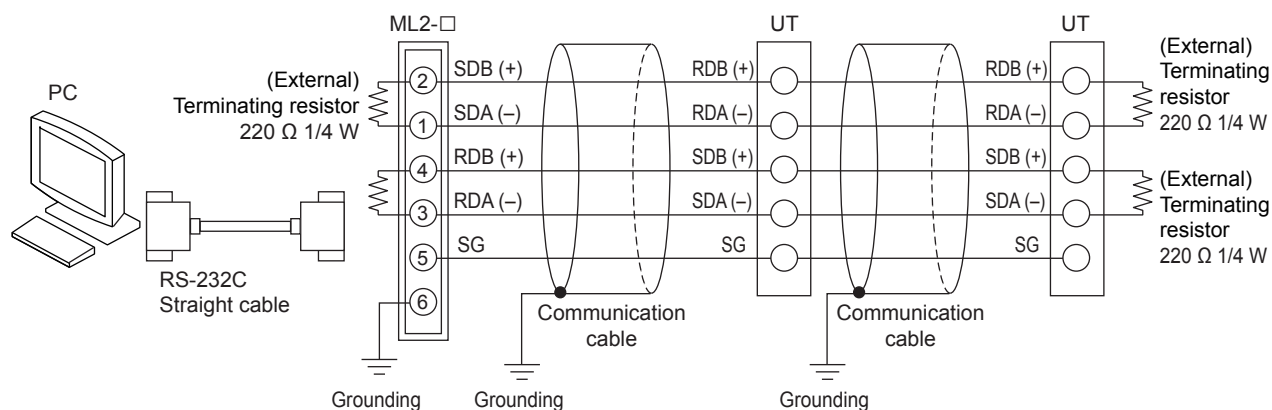 ML2-□
UT
UT
PC
(External)
Terminating resistor
220 Ω 1/4 W
RS-232C
Straight cable
2
1
4
3
5
6
SDB (+)
SDA (–)
RDB (+)
RDA (–)
SG
RDB (+)
RDA (–)
SDB (+)
SDA (–)
SG
RDB (+)
RDA (–)
SDB (+)
SDA (–)
SG
(External)
Terminating
resistor
220 Ω 1/4 W
(External)
Terminating
resistor
220 Ω 1/4 W
Communication
cable
Communication
cable
Grounding
Grounding
Grounding